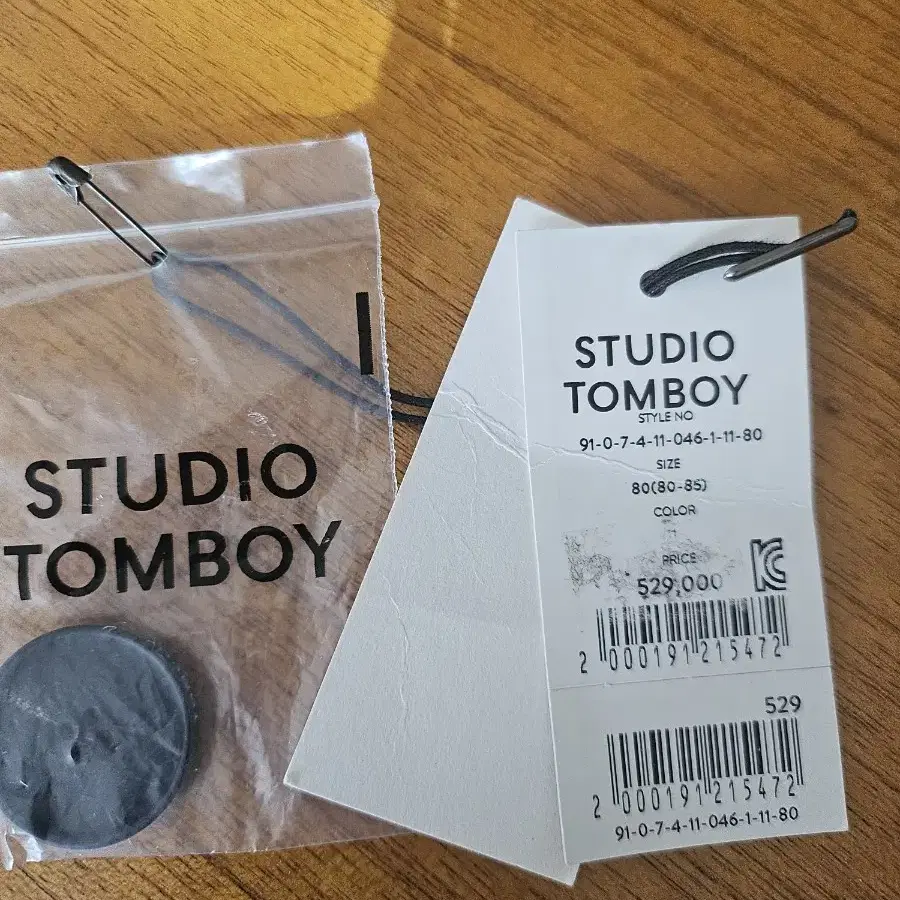 STUDIO
TOMBOY
STUDIO
TOMBOY
STYLE NO
91-0-7-4-11-046-1-11-80
SIZE
80(80-85)
COLOR
PRICE
529,000
2 000191 215472
529
2 000191 215472
91-0-7-4-11-046-1-11-80